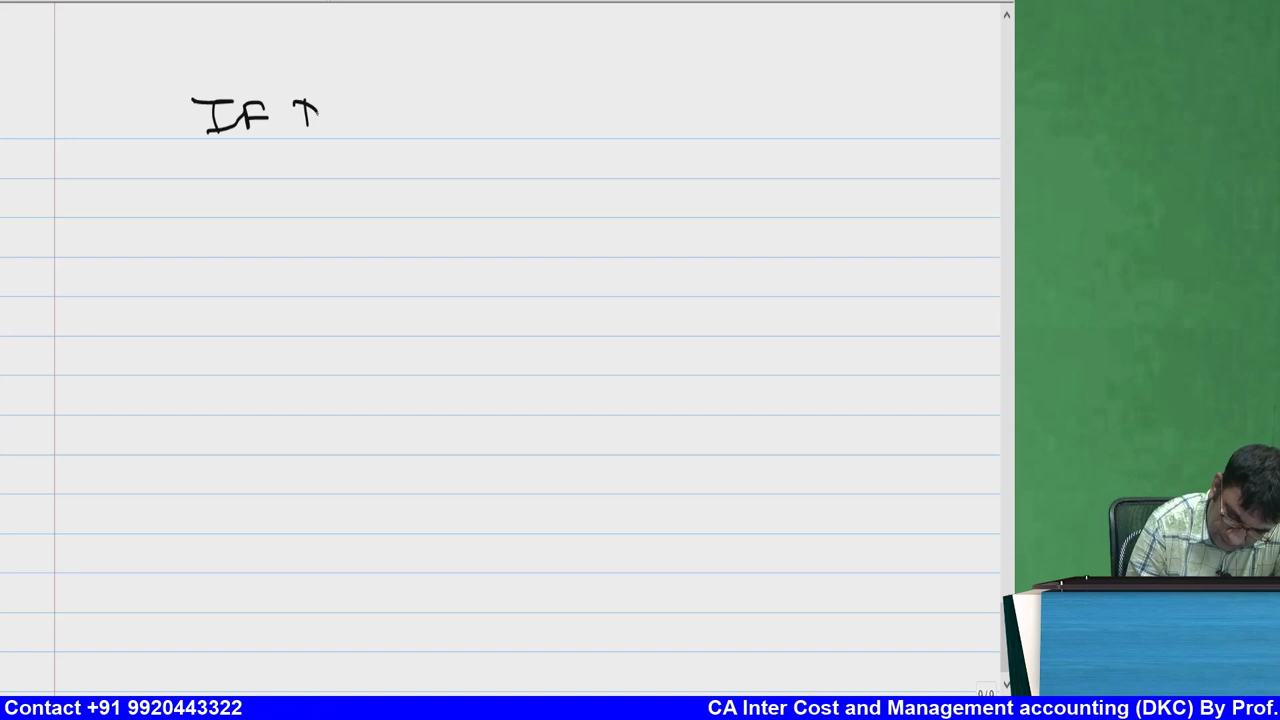 IF
Contact +91 9920443322
CA Inter Cost and Management accounting (DKC) By Prof.